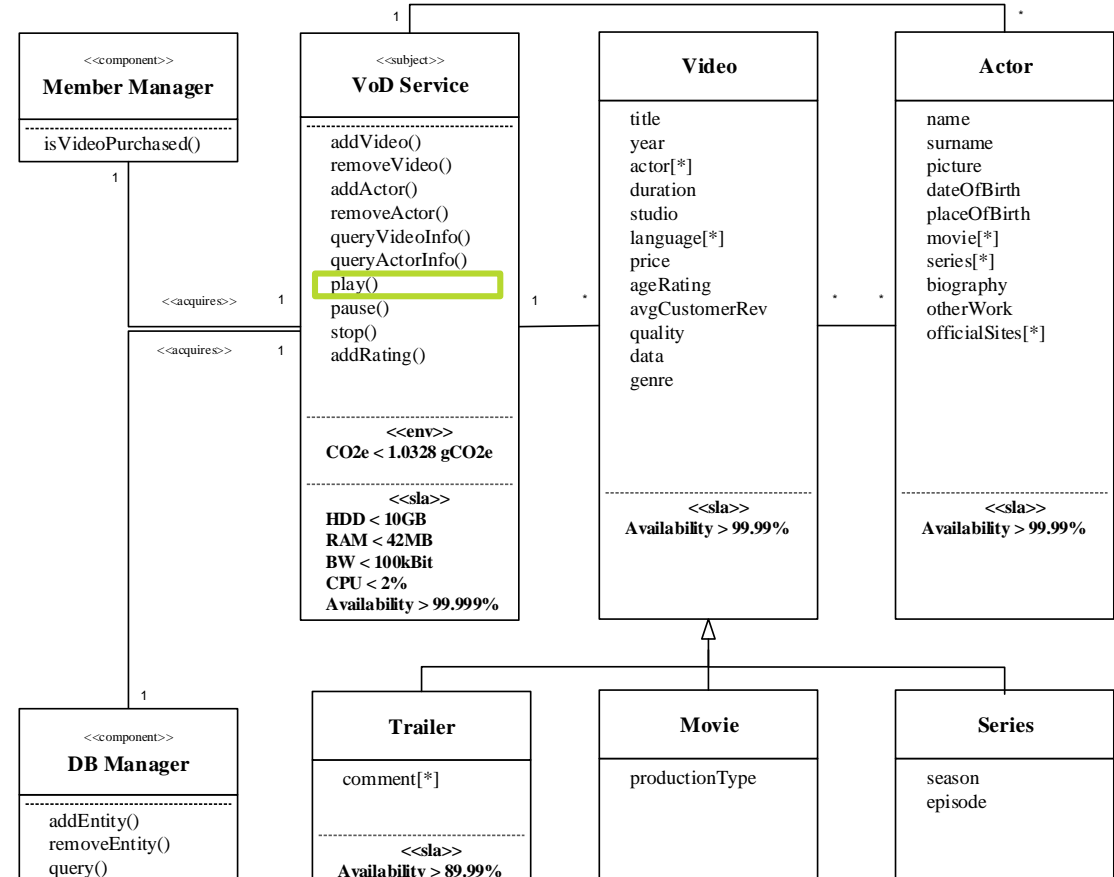 1
*
<<component>>
Member Manager
isVideoPurchased()
1
<<subject>>
VoD Service
addVideo()
removeVideo()
addActor()
removeActor()
queryVideoInfo()
queryActorInfo()
play()
pause()
stop()
addRating()
<<env>>
CO2e < 1.0328 gCO2e
<<sla>>
HDD < 10GB
RAM < 42MB
BW < 100kBit
CPU < 2%
Availability > 99.999%
<<acquires>>
1
<<acquires>>
1
1
*
Video
title
year
actor[*]
duration
studio
language[*]
price
ageRating
avgCustomerRev
quality
data
genre
<<sla>>
Availability > 99.99%
*
*
Actor
name
surname
picture
dateOfBirth
placeOfBirth
movie[*]
series[*]
biography
otherWork
officialSites[*]
<<sla>>
Availability > 99.99%
1
<<component>>
DB Manager
addEntity()
removeEntity()
query()
Trailer
comment[*]
<<sla>>
Availability > 89.99%
Movie
productionType
Series
season
episode